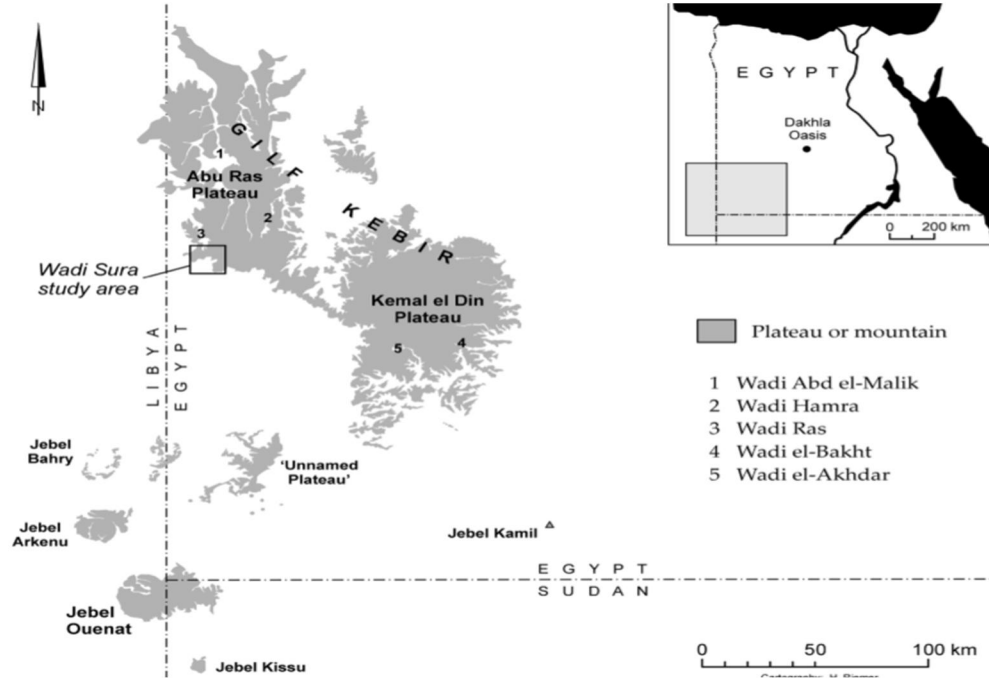 N
GILF
KEBIR
1
Abu Ras
Plateau
2
3
Wadi Sura
study area
Kemal el Din
Plateau
5
4
LIBYA
EGYPT
Jebel
Bahry
'Unnamed
Plateau'
Jebel
Arkenu
Jebel Kamil
EGYPT
SUDAN
Jebel
Ouenat
Jebel Kissu
EGYPT
Dakhla
Oasis
0 200 km
Plateau or mountain
1 Wadi Abd el-Malik
2 Wadi Hamra
3 Wadi Ras
4 Wadi el-Bakht
5 Wadi el-Akhdar
0 50 100 km